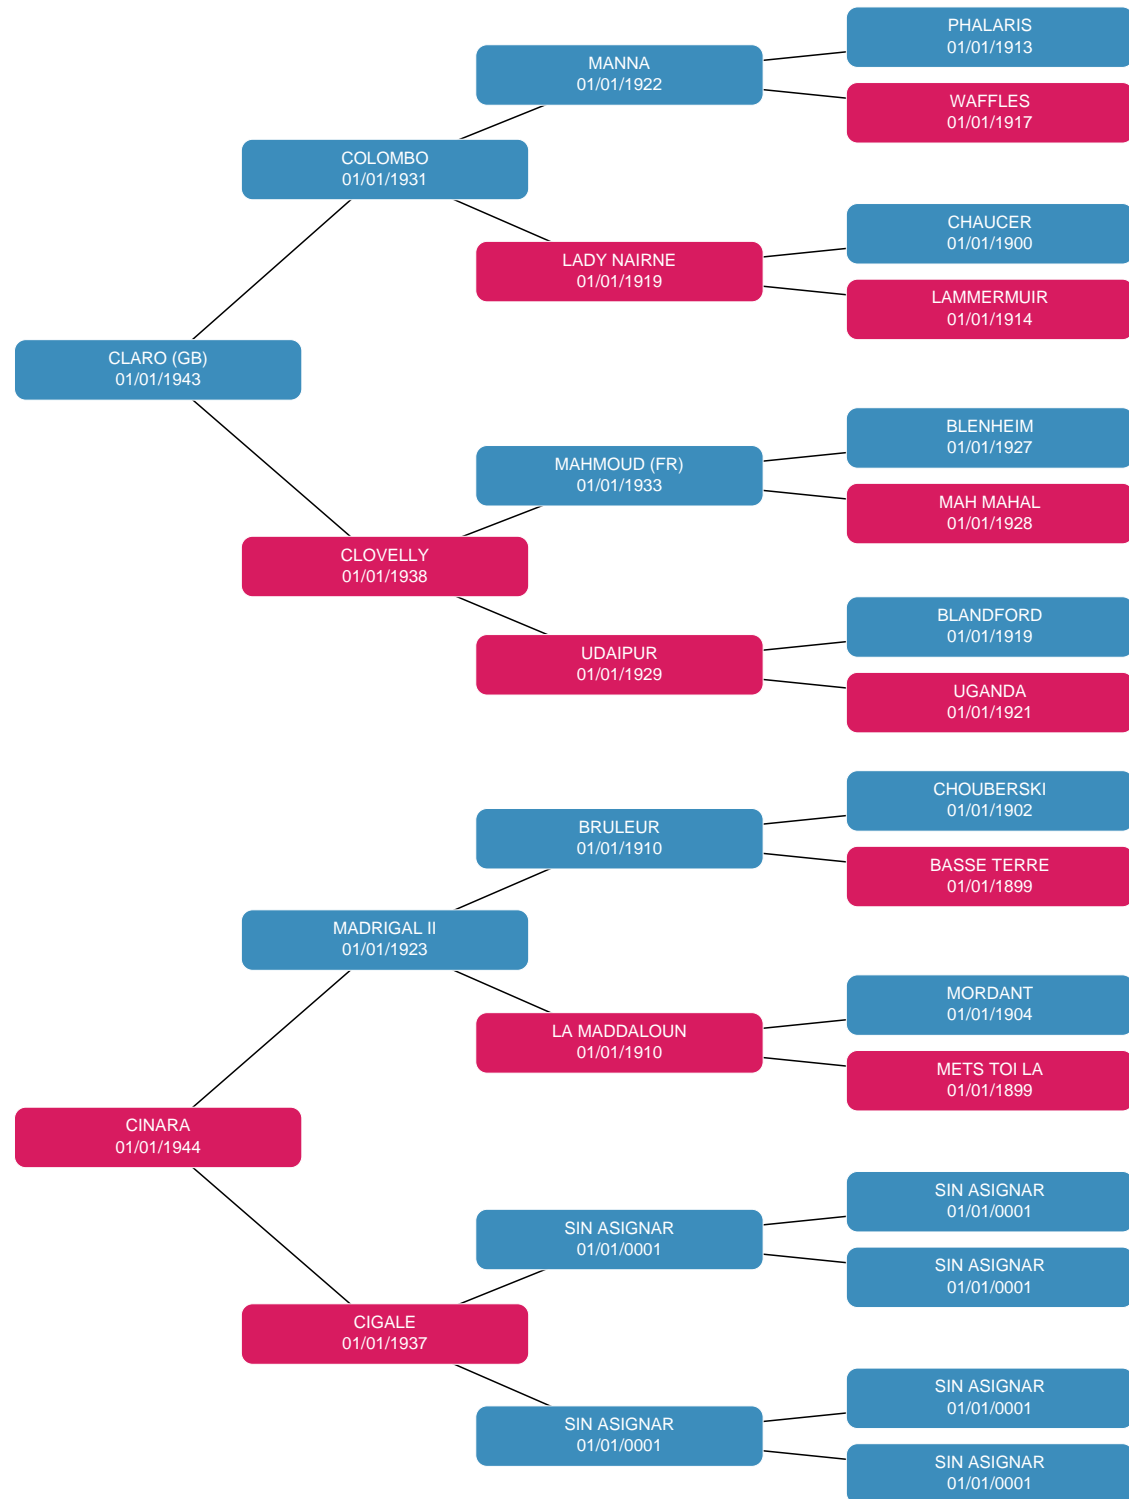 PHALARIS
01/01/1913
MANNA
01/01/1922
WAFFLES
01/01/1917
COLOMBO
01/01/1931
CHAUCER
01/01/1900
LADY NAIRNE
01/01/1919
LAMMERMUIR
01/01/1914
CLARO (GB)
01/01/1943
BLENHEIM
01/01/1927
MAHMOUD (FR)
01/01/1933
MAH MAHAL
01/01/1928
CLOVELLY
01/01/1938
BLANDFORD
01/01/1919
UDAIPUR
01/01/1929
UGANDA
01/01/1921
CHOUBERSKI
01/01/1902
BRULEUR
01/01/1910
BASSE TERRE
01/01/1899
MADRIGAL II
01/01/1923
MORDANT
01/01/1904
LA MADDALOUN
01/01/1910
METS TOI LA
01/01/1899
CINARA
01/01/1944
SIN ASIGNAR
01/01/0001
SIN ASIGNAR
01/01/0001
SIN ASIGNAR
01/01/0001
CIGALE
01/01/1937
SIN ASIGNAR
01/01/0001
SIN ASIGNAR
01/01/0001
SIN ASIGNAR
01/01/0001